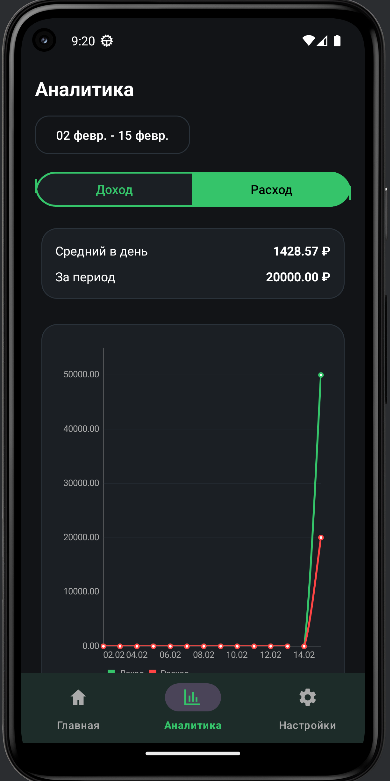 9:20
Аналитика
02 февр. - 15 февр.
Доход Расход
Средний в день 1428.57 ₽
За период 20000.00 ₽
50000.00
40000.00
30000.00
20000.00
10000.00
0.00
02.02 04.02 06.02 08.02 10.02 12.02 14.02
Главная Аналитика Настройки